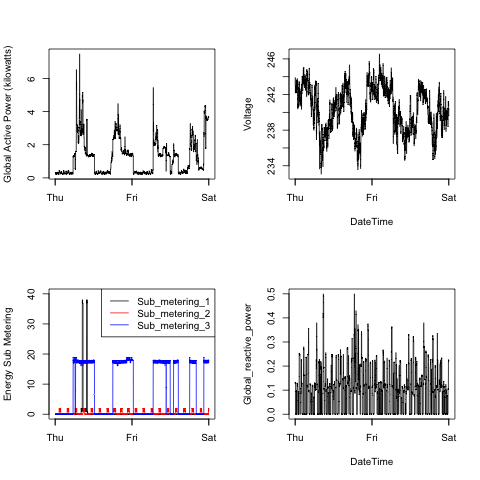 Global Active Power (kilowatts)
0 2 4 6
Thu Fri Sat
Voltage
234 238 242 246
Thu Fri Sat
DateTime
Energy Sub Metering
0 10 20 30 40
Sub_metering_1
Sub_metering_2
Sub_metering_3
Thu Fri Sat
Global_reactive_power
0.0 0.1 0.2 0.3 0.4 0.5
Thu Fri Sat
DateTime